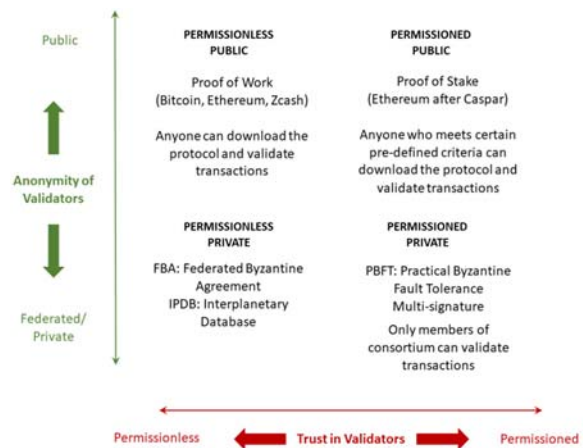 Public
Anonymity of
Validators
Federated/
Private
PERMISSIONLESS
PUBLIC
Proof of Work
(Bitcoin, Ethereum, Zcash)
Anyone can download the
protocol and validate
transactions
PERMISSIONED
PUBLIC
Proof of Stake
(Ethereum after Caspar)
Anyone who meets certain
pre-defined criteria can
download the protocol and
validate transactions
PERMISSIONLESS
PRIVATE
FBA: Federated Byzantine
Agreement
IPDB: Interplanetary
Database
PERMISSIONED
PRIVATE
PBFT: Practical Byzantine
Fault Tolerance
Multi-signature
Only members of
consortium can validate
transactions
Permissionless
Trust in Validators
Permissioned